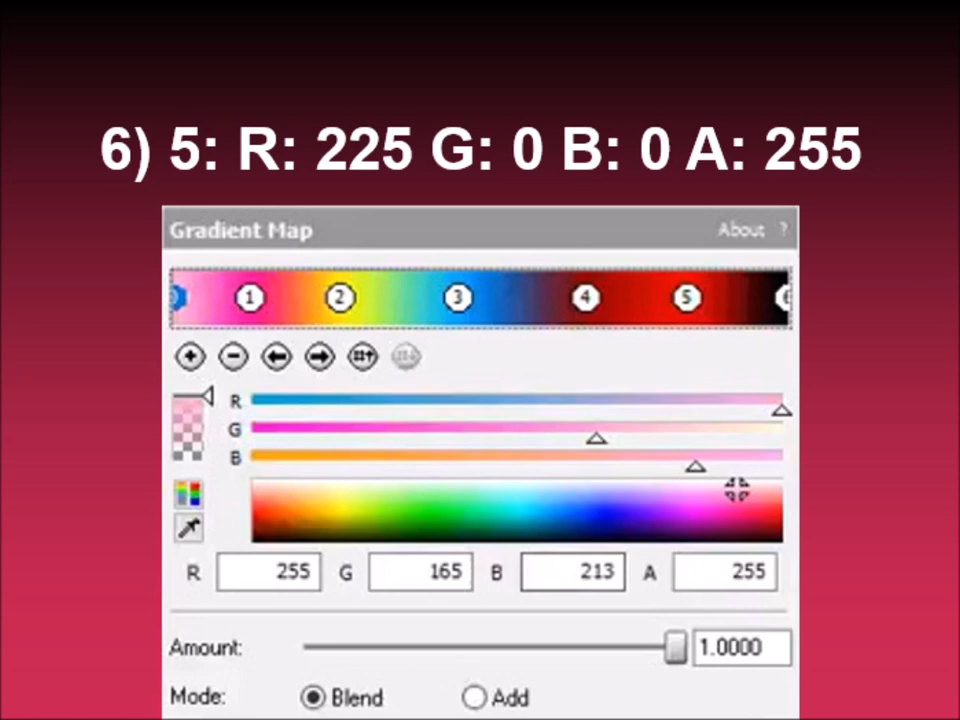 6) 5: R: 225 G: 0 B: 0 A: 255
Gradient Map About ?
1 2 3 4 5 6
R
G
B
R 255 G 165 B 213 A 255
Amount: 1.0000
Mode: Blend Add